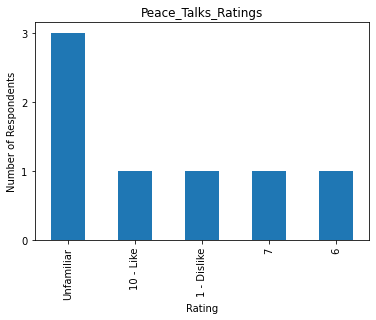 Peace_Talks_Ratings
Number of Respondents
3
2
1
0
Unfamiliar
10 - Like
1 - Dislike
7
6
Rating